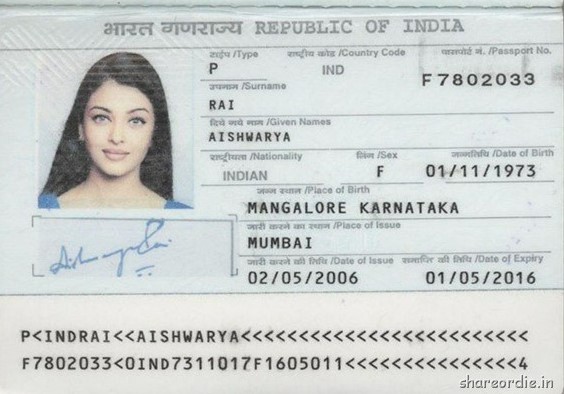 भारत गणराज्य REPUBLIC OF INDIA
टाईप /Type राष्ट्रीय कोड /Country Code पासपोर्ट नं. /Passport No.
P IND F7802033
उपनाम /Surname
RAI
दिये गये नाम /Given Names
AISHWARYA
राष्ट्रीयता /Nationality लिंग /Sex जन्मतिथि /Date of Birth
INDIAN F 01/11/1973
जन्म स्थान /Place of Birth
MANGALORE KARNATAKA
जारी करने का स्थान /Place of Issue
MUMBAI
जारी करने की तिथि /Date of Issue समाप्ति की तिथि /Date of Expiry
02/05/2006 01/05/2016
Aishwarya Rai
P<INDRAI<<AISHWARYA<<<<<<<<<<<<<<<<<<<<<<<<<
F7802033<0IND7311017F1605011<<<<<<<<<<<<<<<4
shareordie.in